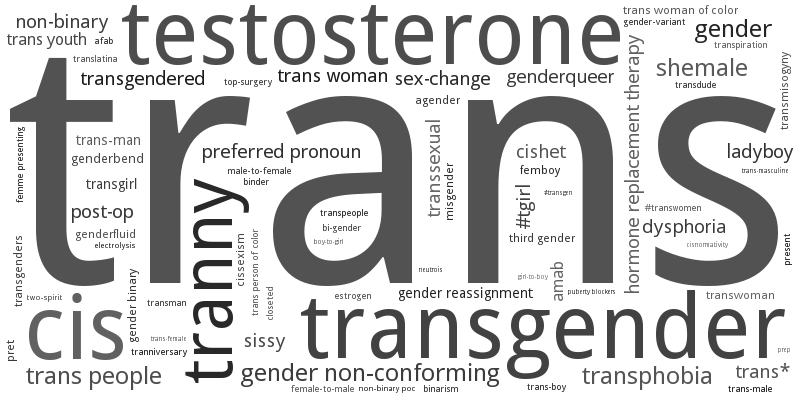 non-binary
testosterone
trans woman of color
gender-variant
gender
trans youth
afab
transpiration
translatina
transgendered
top-surgery
trans woman
sex-change
genderqueer
shemale
transdude
transmisogyny
trans
agender
hormone replacement therapy
femme presenting
trans-man
genderbend
preferred pronoun
transsexual
misgender
cishet
ladyboy
male-to-female
binder
femboy
trans-masculine
transgirl
#tgirl
#transgen
post-op
transpeople
#transwomen
bi-gender
dysphoria
genderfluid
electrolysis
boy-to-girl
third gender
cisnormativity
tranny
cissexism
trans person of color
transgenders
present
neutrois
girl-to-boy
amab
puberty blockers
gender binary
closeted
two-spirit
transman
estrogen
gender reassignment
transwoman
cis
transgender
pret
trans-female
tranniversary
sissy
prep
trans people
gender non-conforming
transphobia
trans*
female-to-male
non-binary poc
binarism
trans-boy
trans-male